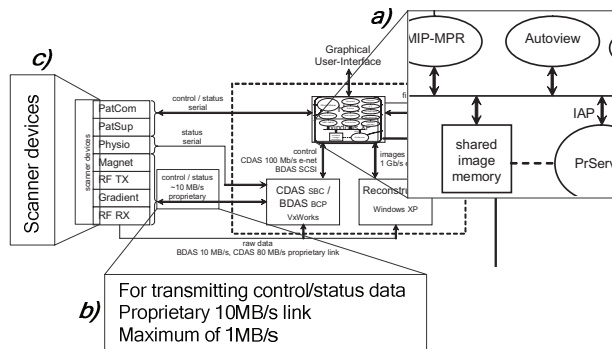 a)
MIP-MPR
Autoview
IAP
shared
image
memory
PrServ
c)
Scanner devices
scanner devices
PatCom
PatSup
Physio
Magnet
RF TX
Gradient
RF RX
Graphical
User-Interface
control / status
serial
status
serial
control / status
~10 MB/s
proprietary
control
CDAS 100 Mb/s e-net
BDAS SCSI
images
1 Gb/s e
fi
CDAS SBC /
BDAS BCP
VxWorks
Reconstru
Windows XP
raw data
BDAS 10 MB/s, CDAS 80 MB/s proprietary link
b)
For transmitting control/status data
Proprietary 10MB/s link
Maximum of 1MB/s